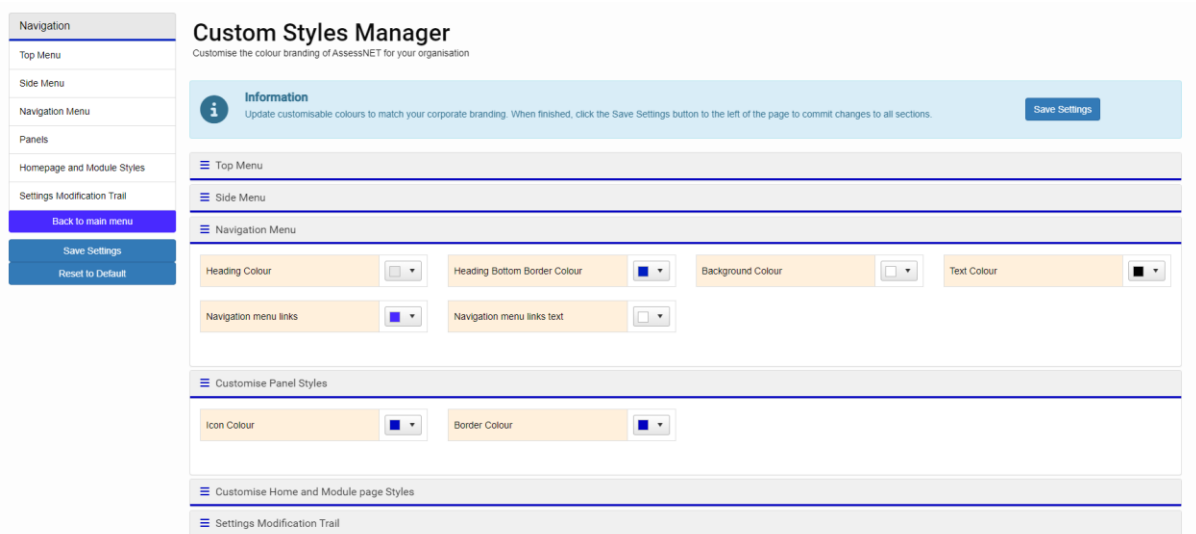 Navigation
Top Menu
Side Menu
Navigation Menu
Panels
Homepage and Module Styles
Settings Modification Trail
Back to main menu
Save Settings
Reset to Default
Custom Styles Manager
Customise the colour branding of AssessNET for your organisation
Information
Update customisable colours to match your corporate branding. When finished, click the Save Settings button to the left of the page to commit changes to all sections.
Save Settings
Top Menu
Side Menu
Navigation Menu
Heading Colour
Heading Bottom Border Colour
Background Colour
Text Colour
Navigation menu links
Navigation menu links text
Customise Panel Styles
Icon Colour
Border Colour
Customise Home and Module page Styles
Settings Modification Trail